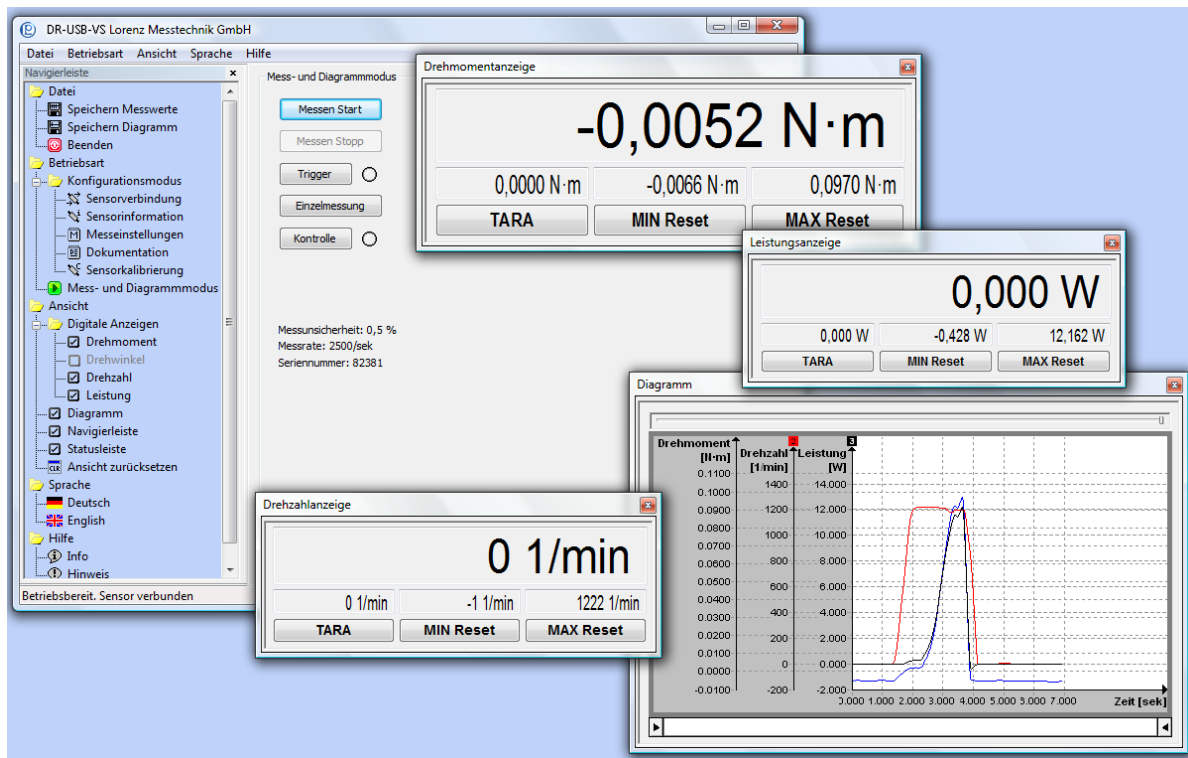 DR-USB-VS Lorenz Messtechnik GmbH
Datei Betriebsart Ansicht Sprache Hilfe
Navigierleiste
Datei
Speichern Messwerte
Speichern Diagramm
Beenden
Betriebsart
Konfigurationsmodus
Sensorverbindung
Sensorinformation
Messeinstellungen
Dokumentation
Sensorkalibrierung
Mess- und Diagrammmodus
Ansicht
Digitale Anzeigen
Drehmoment
Drehwinkel
Drehzahl
Leistung
Diagramm
Navigierleiste
Statusleiste
CLR Ansicht zurücksetzen
Sprache
Deutsch
English
Hilfe
Info
Hinweis
Betriebsbereit. Sensor verbunden
Mess- und Diagrammmodus
Messen Start
Messen Stopp
Trigger
Einzelmessung
Kontrolle
Messunsicherheit: 0,5 %
Messrate: 2500/sek
Seriennummer: 82381
Drehmomentanzeige
-0,0052 N·m
0,0000 N·m -0,0066 N·m 0,0970 N·m
TARA MIN Reset MAX Reset
Leistungsanzeige
0,000 W
0,000 W -0,428 W 12,162 W
TARA MIN Reset MAX Reset
Drehzahlanzeige
0 1/min
0 1/min -1 1/min 1222 1/min
TARA MIN Reset MAX Reset
Diagramm
2 3
Drehmoment Drehzahl Leistung
[N·m] [1/min] [W]
0.1100 1400 14.000
0.1000
0.0900 1200 12.000
0.0800 1000 10.000
0.0700
0.0600 800 8.000
0.0500 600 6.000
0.0400 400 4.000
0.0300
0.0200 200 2.000
0.0100
0.0000 0 0.000
-0.0100 -200 -2.000
1.000 2.000 3.000 4.000 5.000 7.000 Zeit [sek]